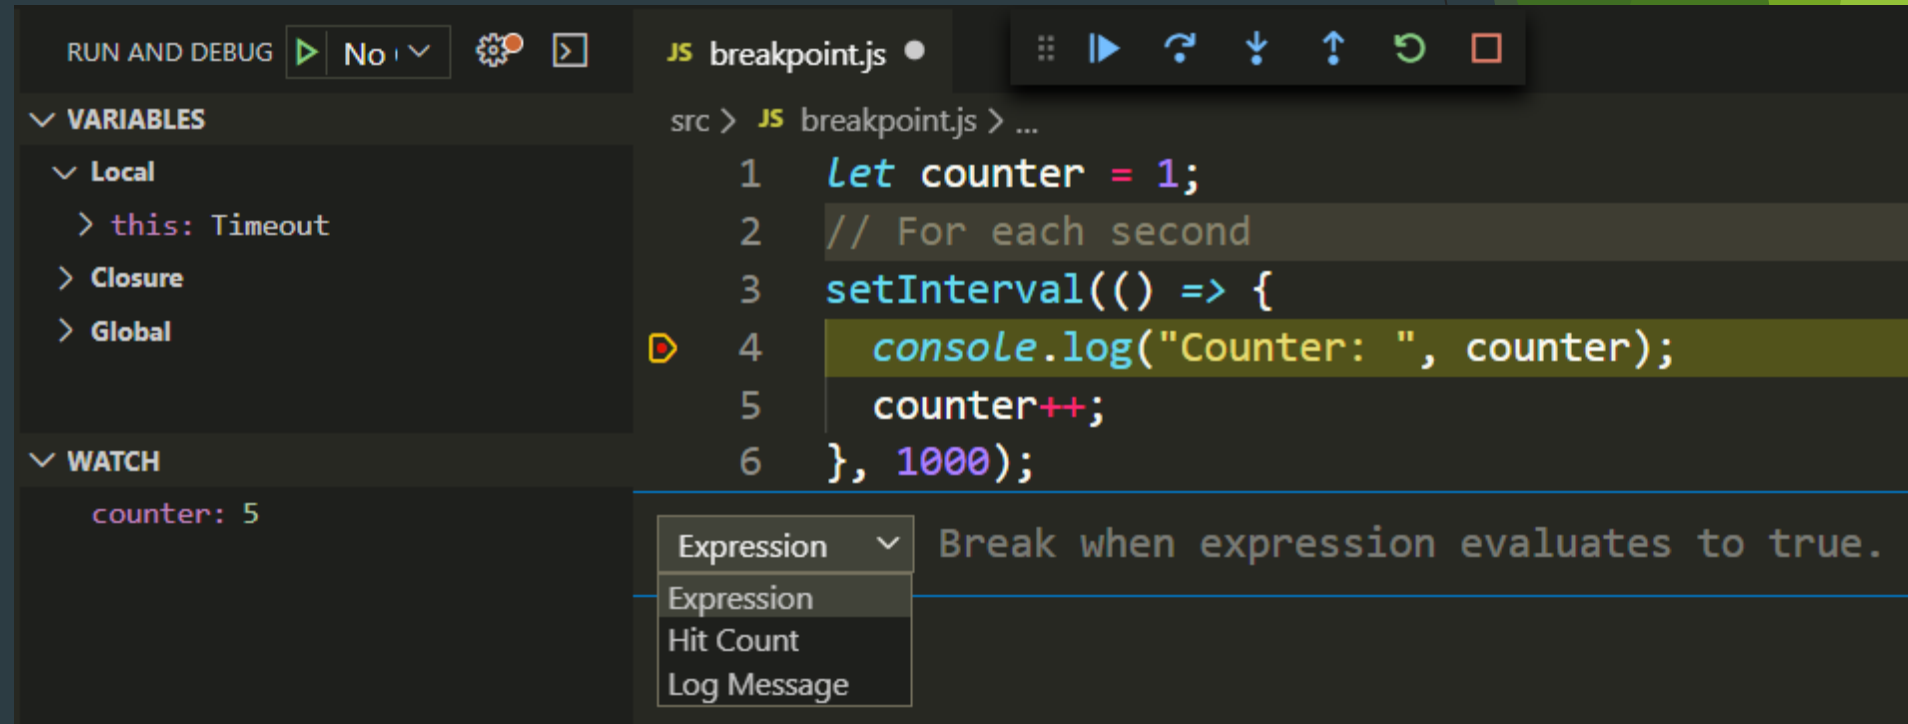 RUN AND DEBUG No
VARIABLES
Local
this: Timeout
Closure
Global
WATCH
counter: 5
JS breakpoint.js
src > JS breakpoint.js > ...
1 let counter = 1;
2 // For each second
3 setInterval(() => {
4 console.log("Counter: ", counter);
5 counter++;
6 }, 1000);
Expression Break when expression evaluates to true.
Expression
Hit Count
Log Message